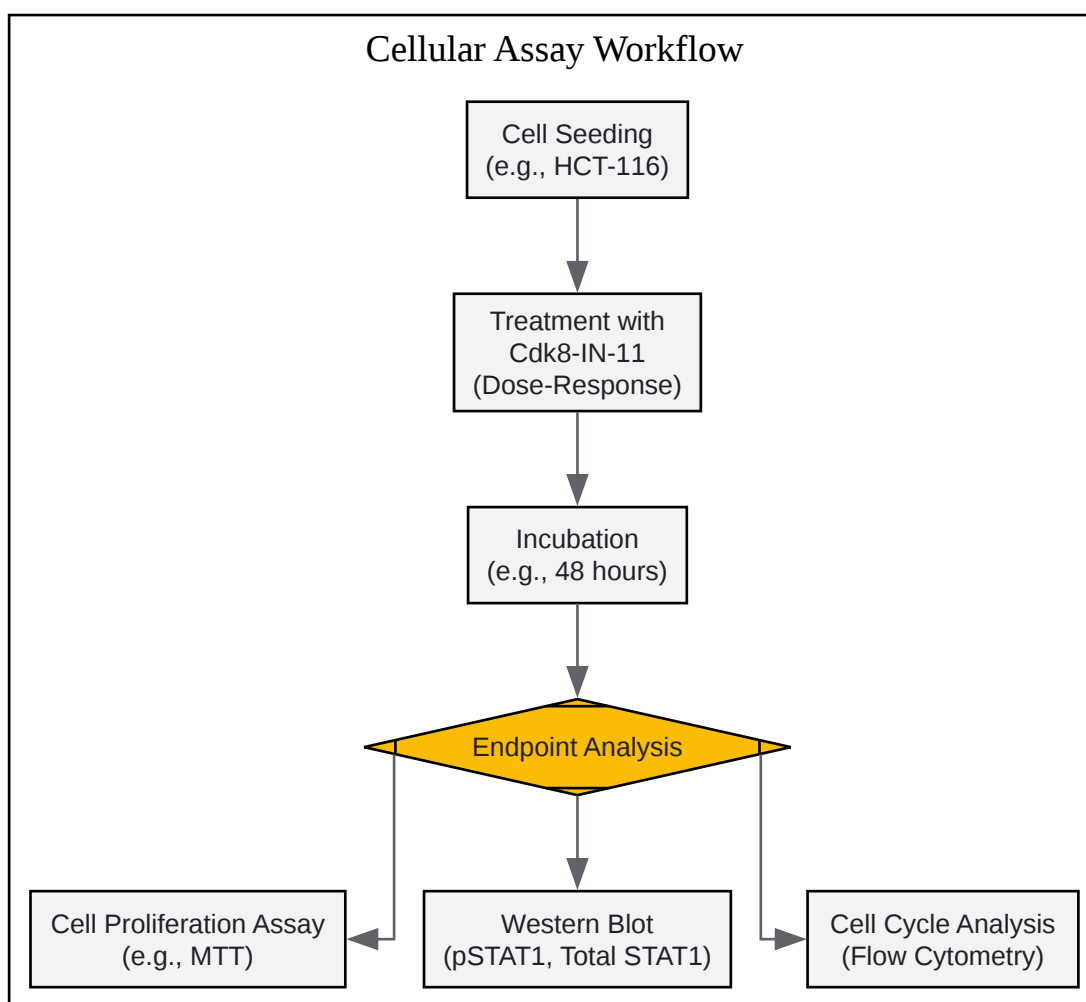 Cellular Assay Workflow
Cell Seeding
(e.g., HCT-116)
Treatment with
Cdk8-IN-11
(Dose-Response)
Incubation
(e.g., 48 hours)
Endpoint Analysis
Cell Proliferation Assay
(e.g., MTT)
Western Blot
(pSTAT1, Total STAT1)
Cell Cycle Analysis
(Flow Cytometry)